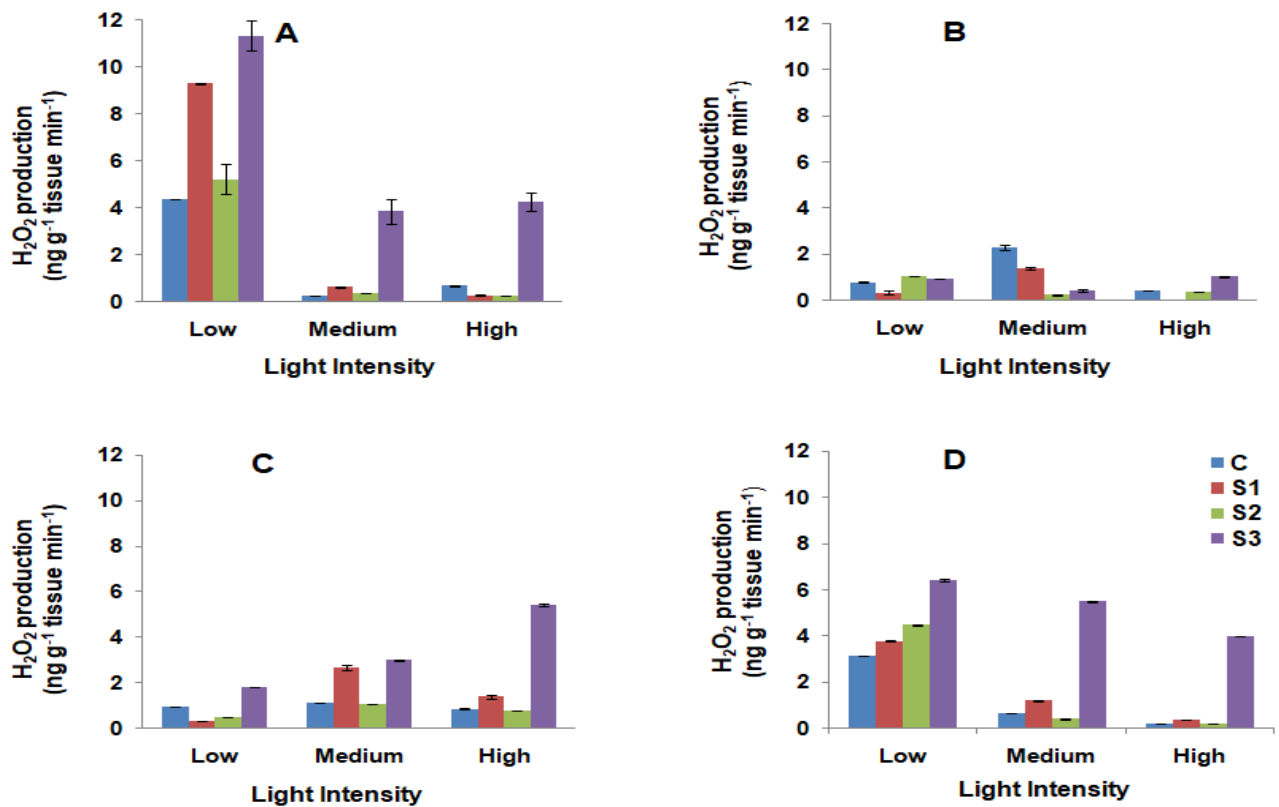 A
H₂O₂ production
(ng g⁻¹ tissue min⁻¹)
12
10
8
6
4
2
0
Low Medium High
Light Intensity
B
H₂O₂ production
(ng g⁻¹ tissue min⁻¹)
12
10
8
6
4
2
0
Low Medium High
Light Intensity
C
H₂O₂ production
(ng g⁻¹ tissue min⁻¹)
12
10
8
6
4
2
0
Low Medium High
Light Intensity
D
H₂O₂ production
(ng g⁻¹ tissue min⁻¹)
12
10
8
6
4
2
0
C
S1
S2
S3
Low Medium High
Light Intensity